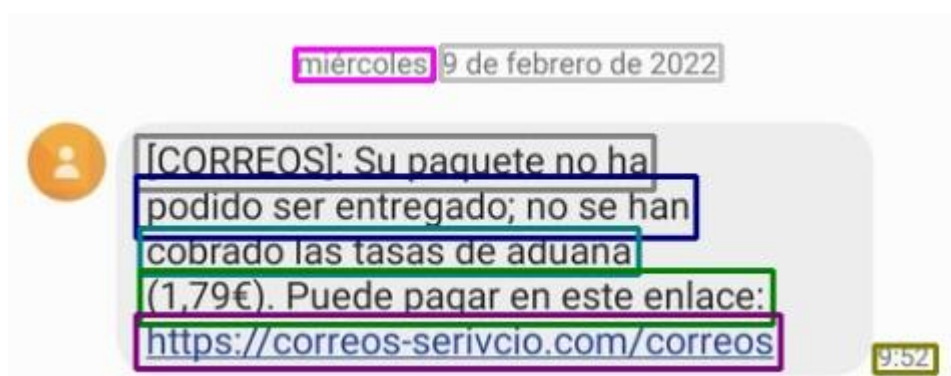 miércoles 9 de febrero de 2022
[CORREOS]: Su paquete no ha
podido ser entregado; no se han
cobrado las tasas de aduana
(1,79€). Puede pagar en este enlace:
https://correos-serivcio.com/correos
9:52